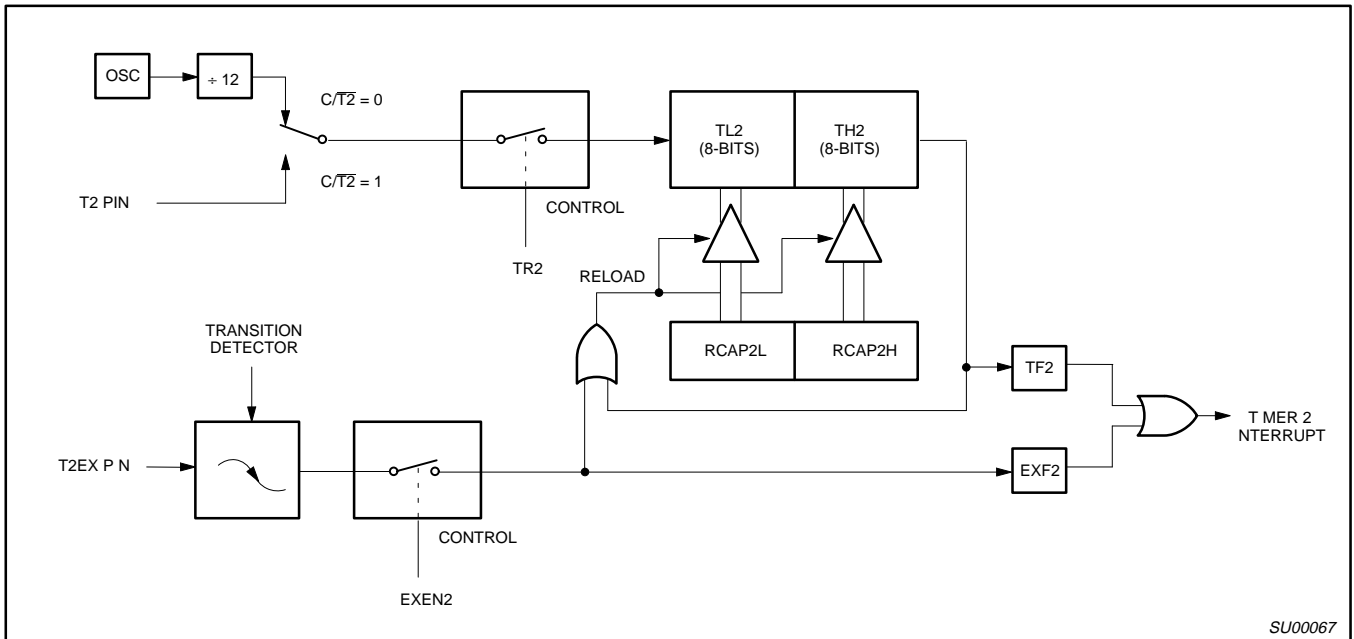 OSC
÷ 12
C/T2̅ = 0
C/T2̅ = 1
T2 PIN
CONTROL
TR2
TL2
(8-BITS)
TH2
(8-BITS)
RELOAD
RCAP2L
RCAP2H
TRANSITION
DETECTOR
T2EX P N
CONTROL
EXEN2
TF2
EXF2
T MER 2
NTERRUPT
SU00067